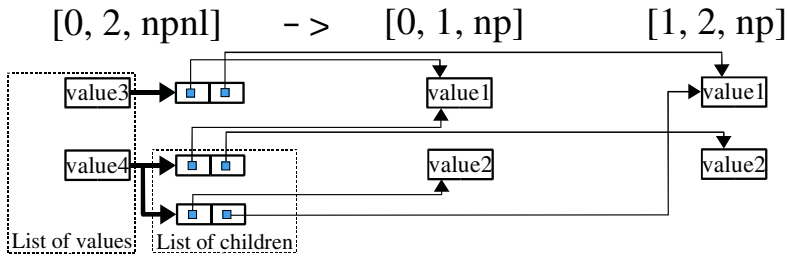 [0, 2, npnl] -> [0, 1, np] [1, 2, np]
value3 value1 value1
value4 value2 value2
List of values List of children